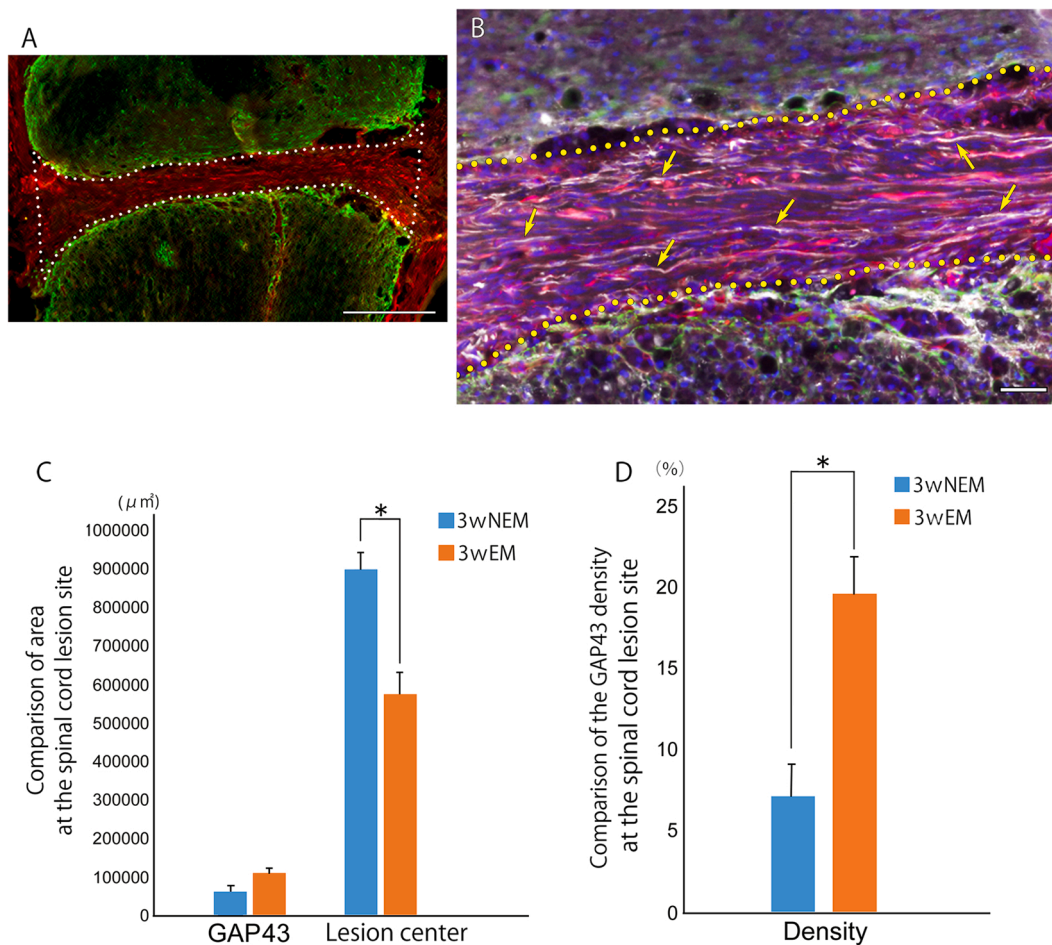 A
B
C
(μ㎡)
Comparison of area
at the spinal cord lesion site
1000000
900000
800000
700000
600000
500000
400000
300000
200000
100000
0
*
3wNEM
3wEM
GAP43
Lesion center
D
(%)
Comparison of the GAP43 density
at the spinal cord lesion site
25
20
15
10
5
0
*
3wNEM
3wEM
Density